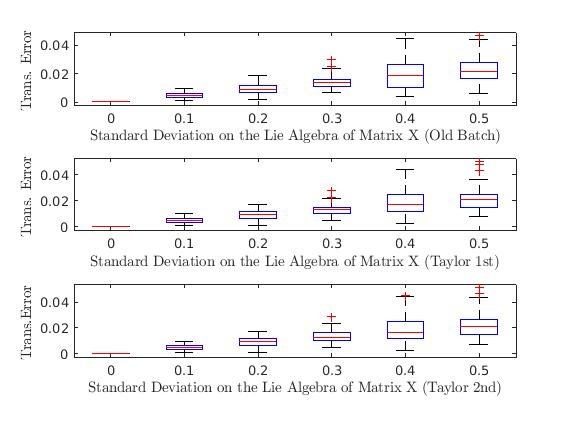 Trans. Error
0.04
0.02
0
0 0.1 0.2 0.3 0.4 0.5
Standard Deviation on the Lie Algebra of Matrix X (Old Batch)
Trans. Error
0.04
0.02
0
0 0.1 0.2 0.3 0.4 0.5
Standard Deviation on the Lie Algebra of Matrix X (Taylor 1st)
Trans.Error
0.04
0.02
0
0 0.1 0.2 0.3 0.4 0.5
Standard Deviation on the Lie Algebra of Matrix X (Taylor 2nd)